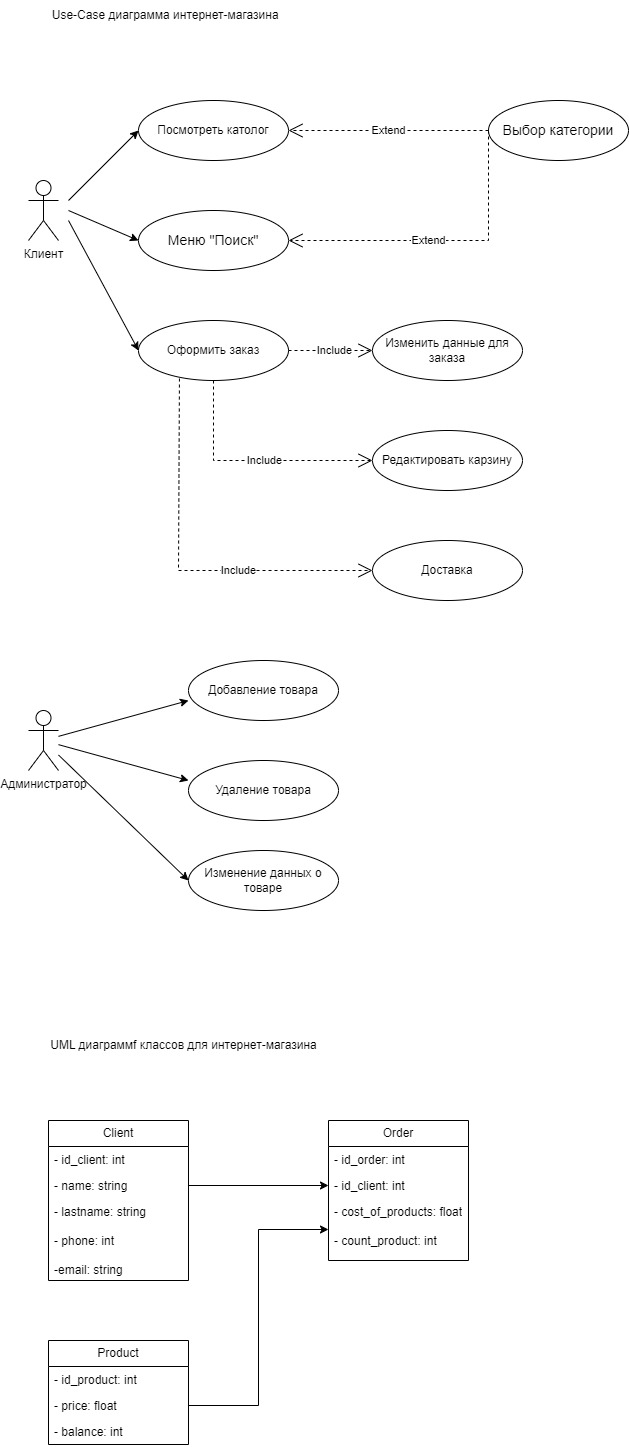 Use-Case диаграмма интернет-магазина
Посмотреть католог
Extend
Выбор категории
Клиент
Меню "Поиск"
Extend
Оформить заказ
Include
Изменить данные для
заказа
Include
Редактировать карзину
Include
Доставка
Добавление товара
Администратор
Удаление товара
Изменение данных о
товаре
UML диаграммf классов для интернет-магазина
Client
- id_client: int
- name: string
- lastname: string
- phone: int
-email: string
Order
- id_order: int
- id_client: int
- cost_of_products: float
- count_product: int
Product
- id_product: int
- price: float
- balance: int